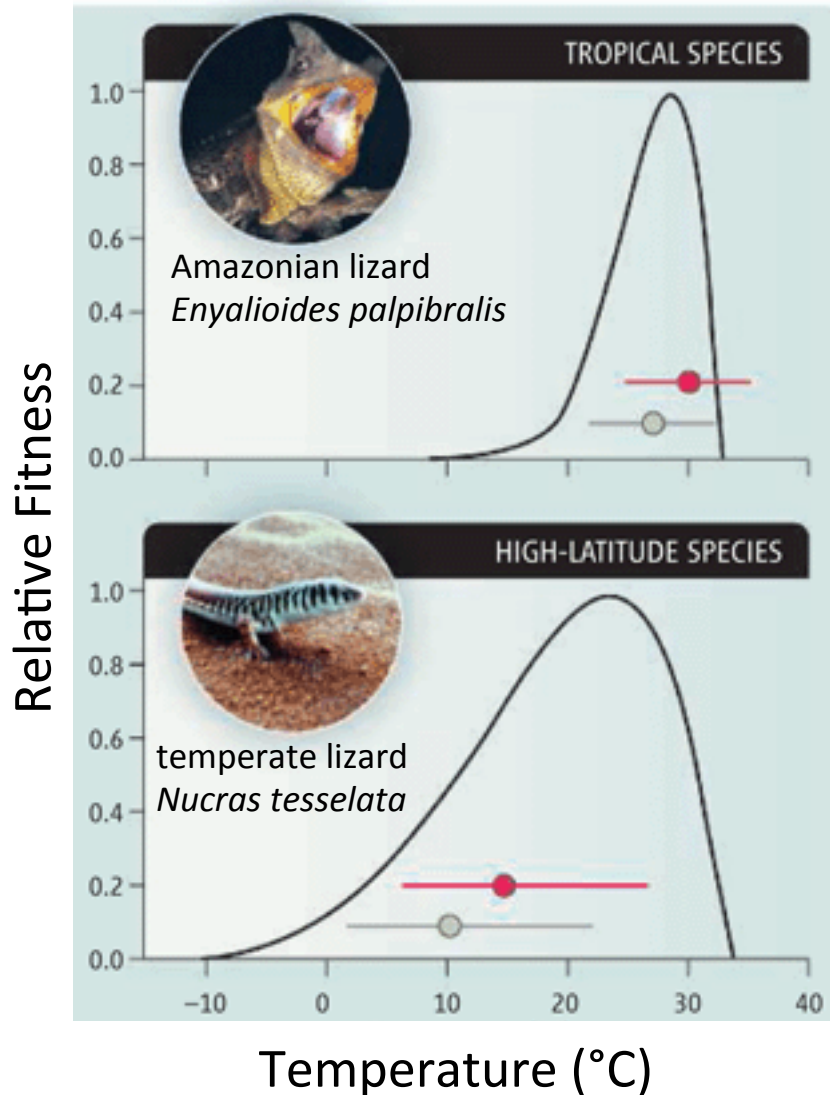 TROPICAL SPECIES
1.0
0.8
0.6
0.4
0.2
0.0
Amazonian lizard
Enyalioides palpibralis
Relative Fitness
HIGH-LATITUDE SPECIES
1.0
0.8
0.6
0.4
0.2
0.0
temperate lizard
Nucras tesselata
–10 0 10 20 30 40
Temperature (°C)